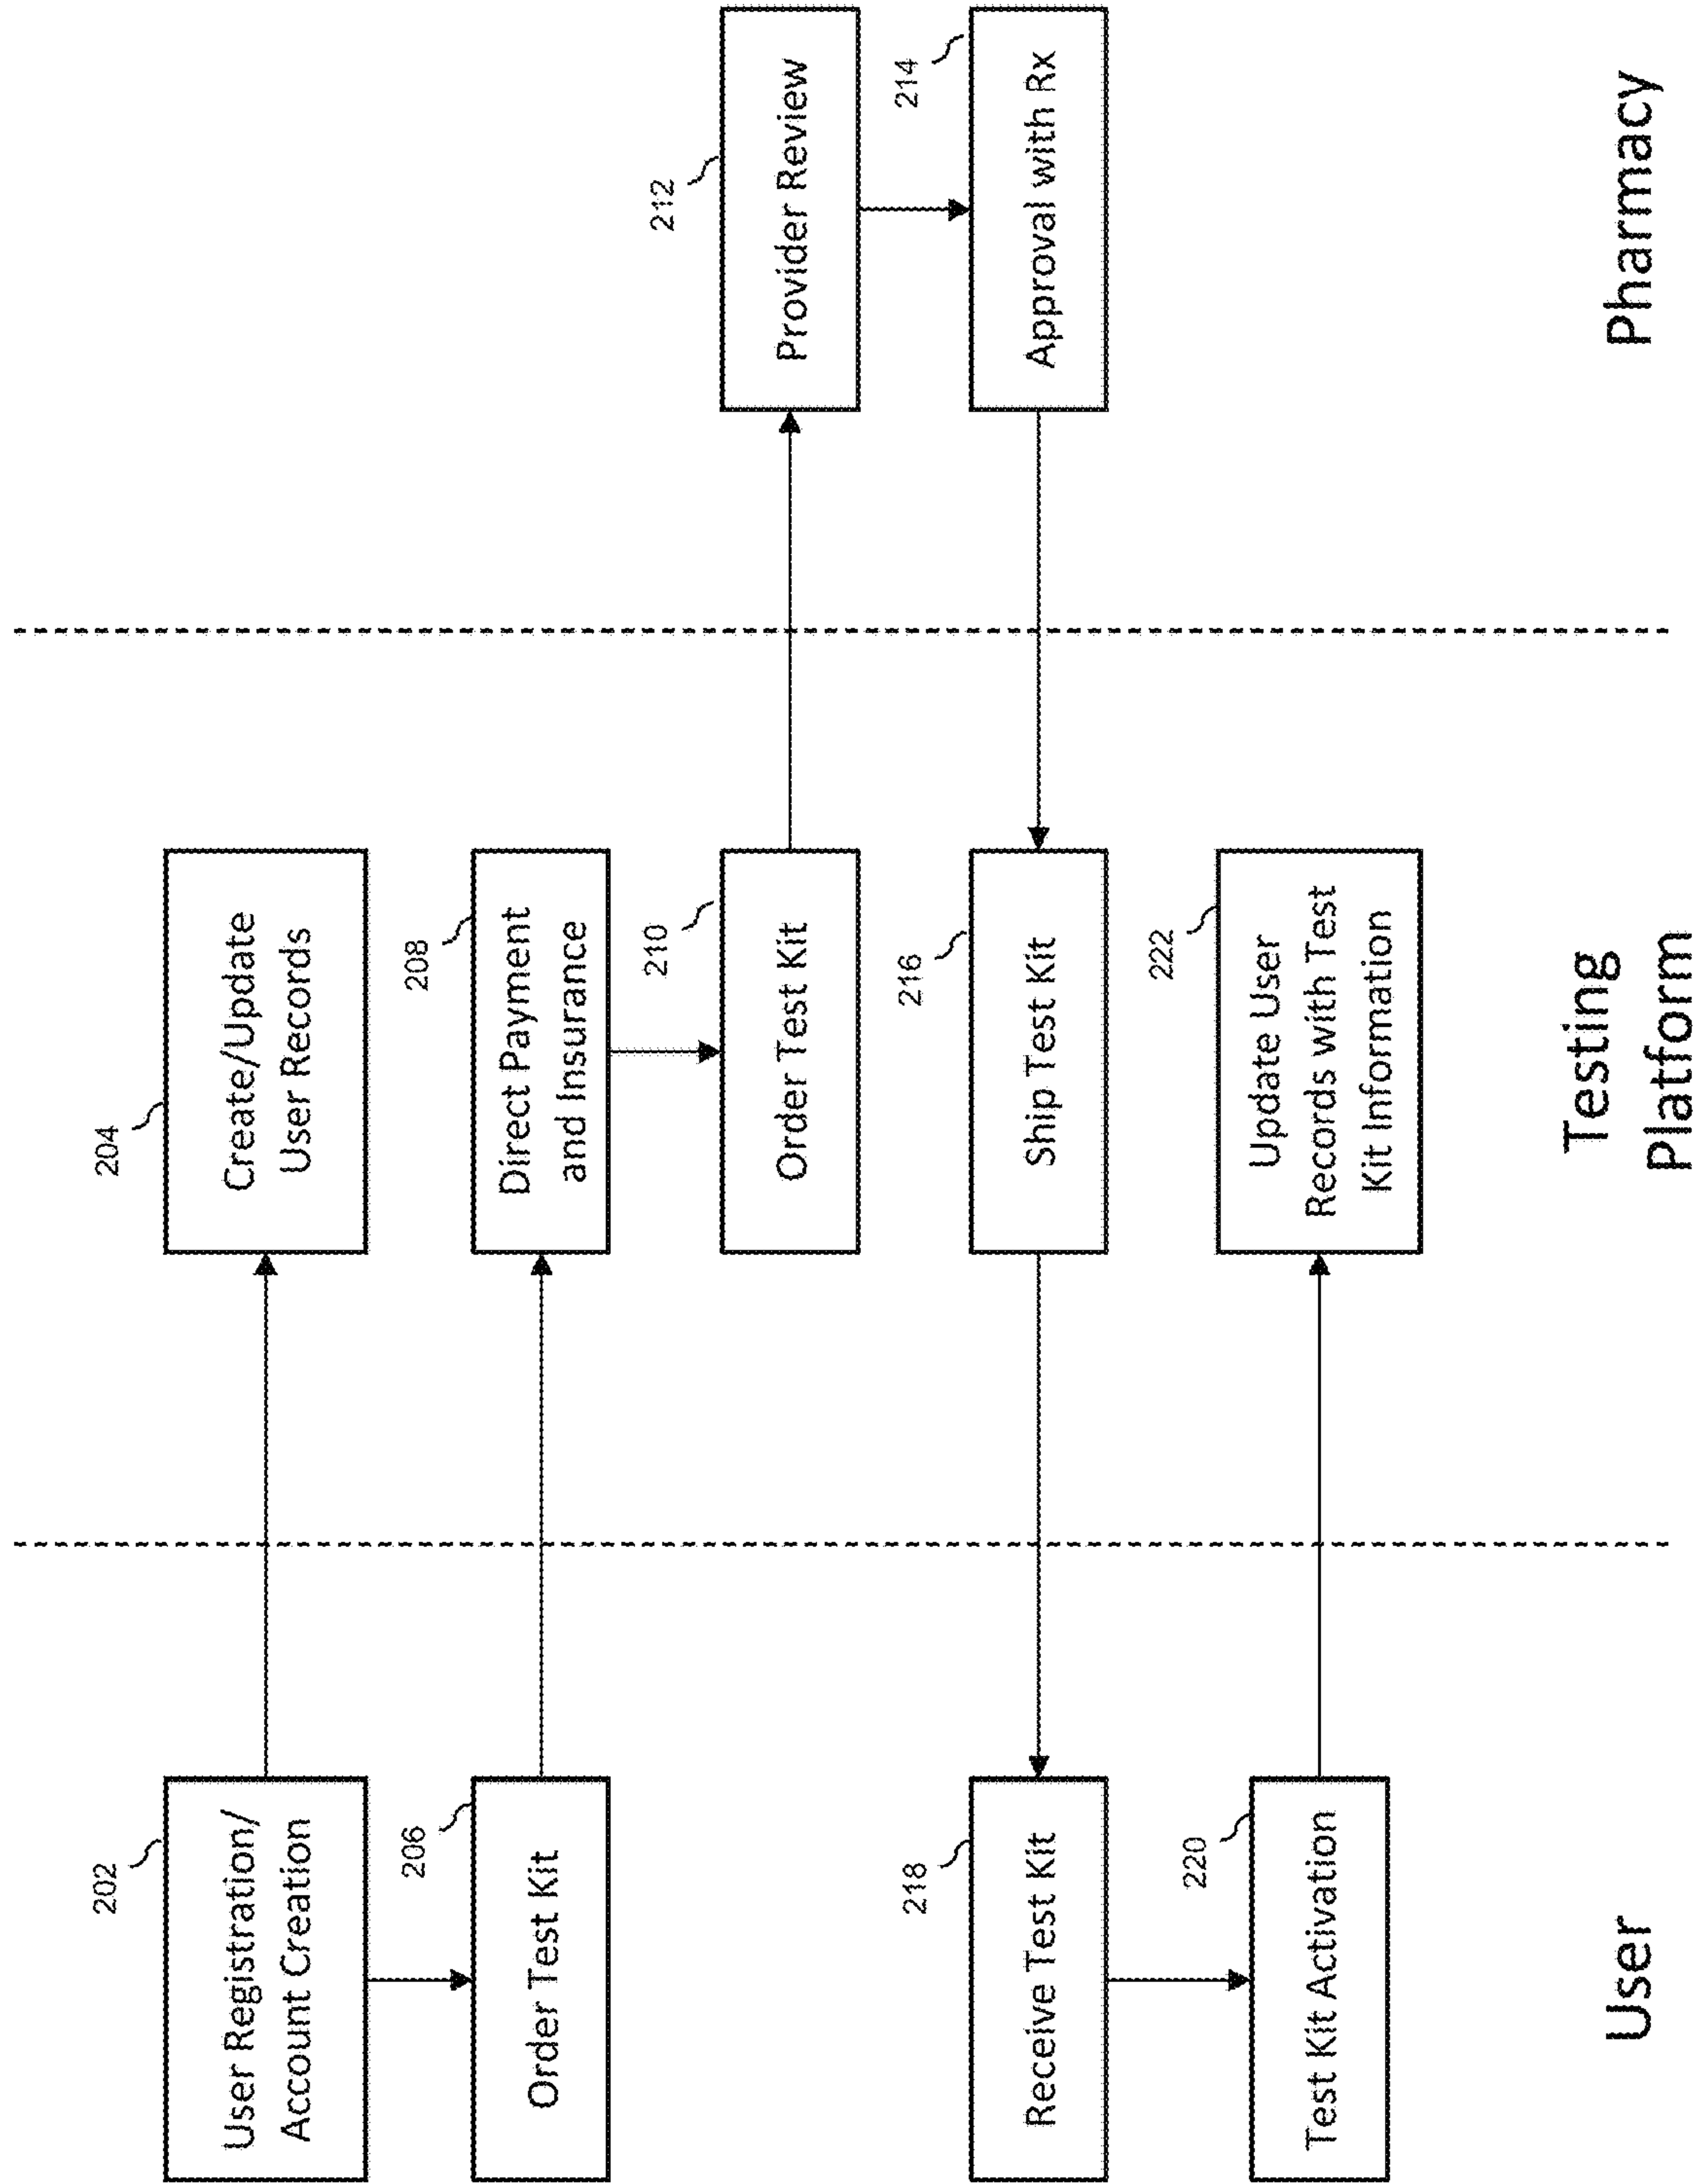 202
User Registration/
Account Creation
204
Create/Update
User Records
206
Order Test Kit
208
Direct Payment
and Insurance
210
Order Test Kit
212
Provider Review
214
Approval with Rx
216
Ship Test Kit
218
Receive Test Kit
220
Test Kit Activation
222
Update User
Records with Test
Kit Information
User
Testing
Platform
Pharmacy